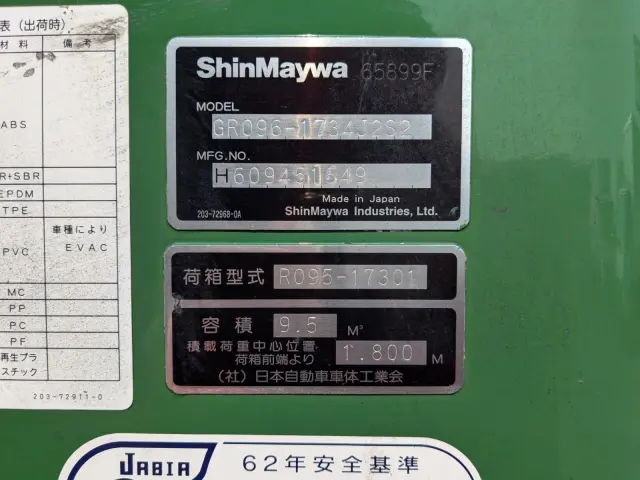 表（出荷時）
材料 備考
ABS
R+SBR
EPDM
TPE
車種により
PVC EVAC
MC
PP
PC
PF
再生プラ
スチック
203-72911-0
ShinMaywa 65899F
MODEL
GR096-1734J2S2
MFG.NO.
H609451549
Made in Japan
203-72968-0A ShinMaywa Industries, Ltd.
荷箱型式 R095-17301
容積 9.5 M³
積載荷重中心位置
荷箱前端より 1.800 M
（社）日本自動車車体工業会
JABIA 62年安全基準